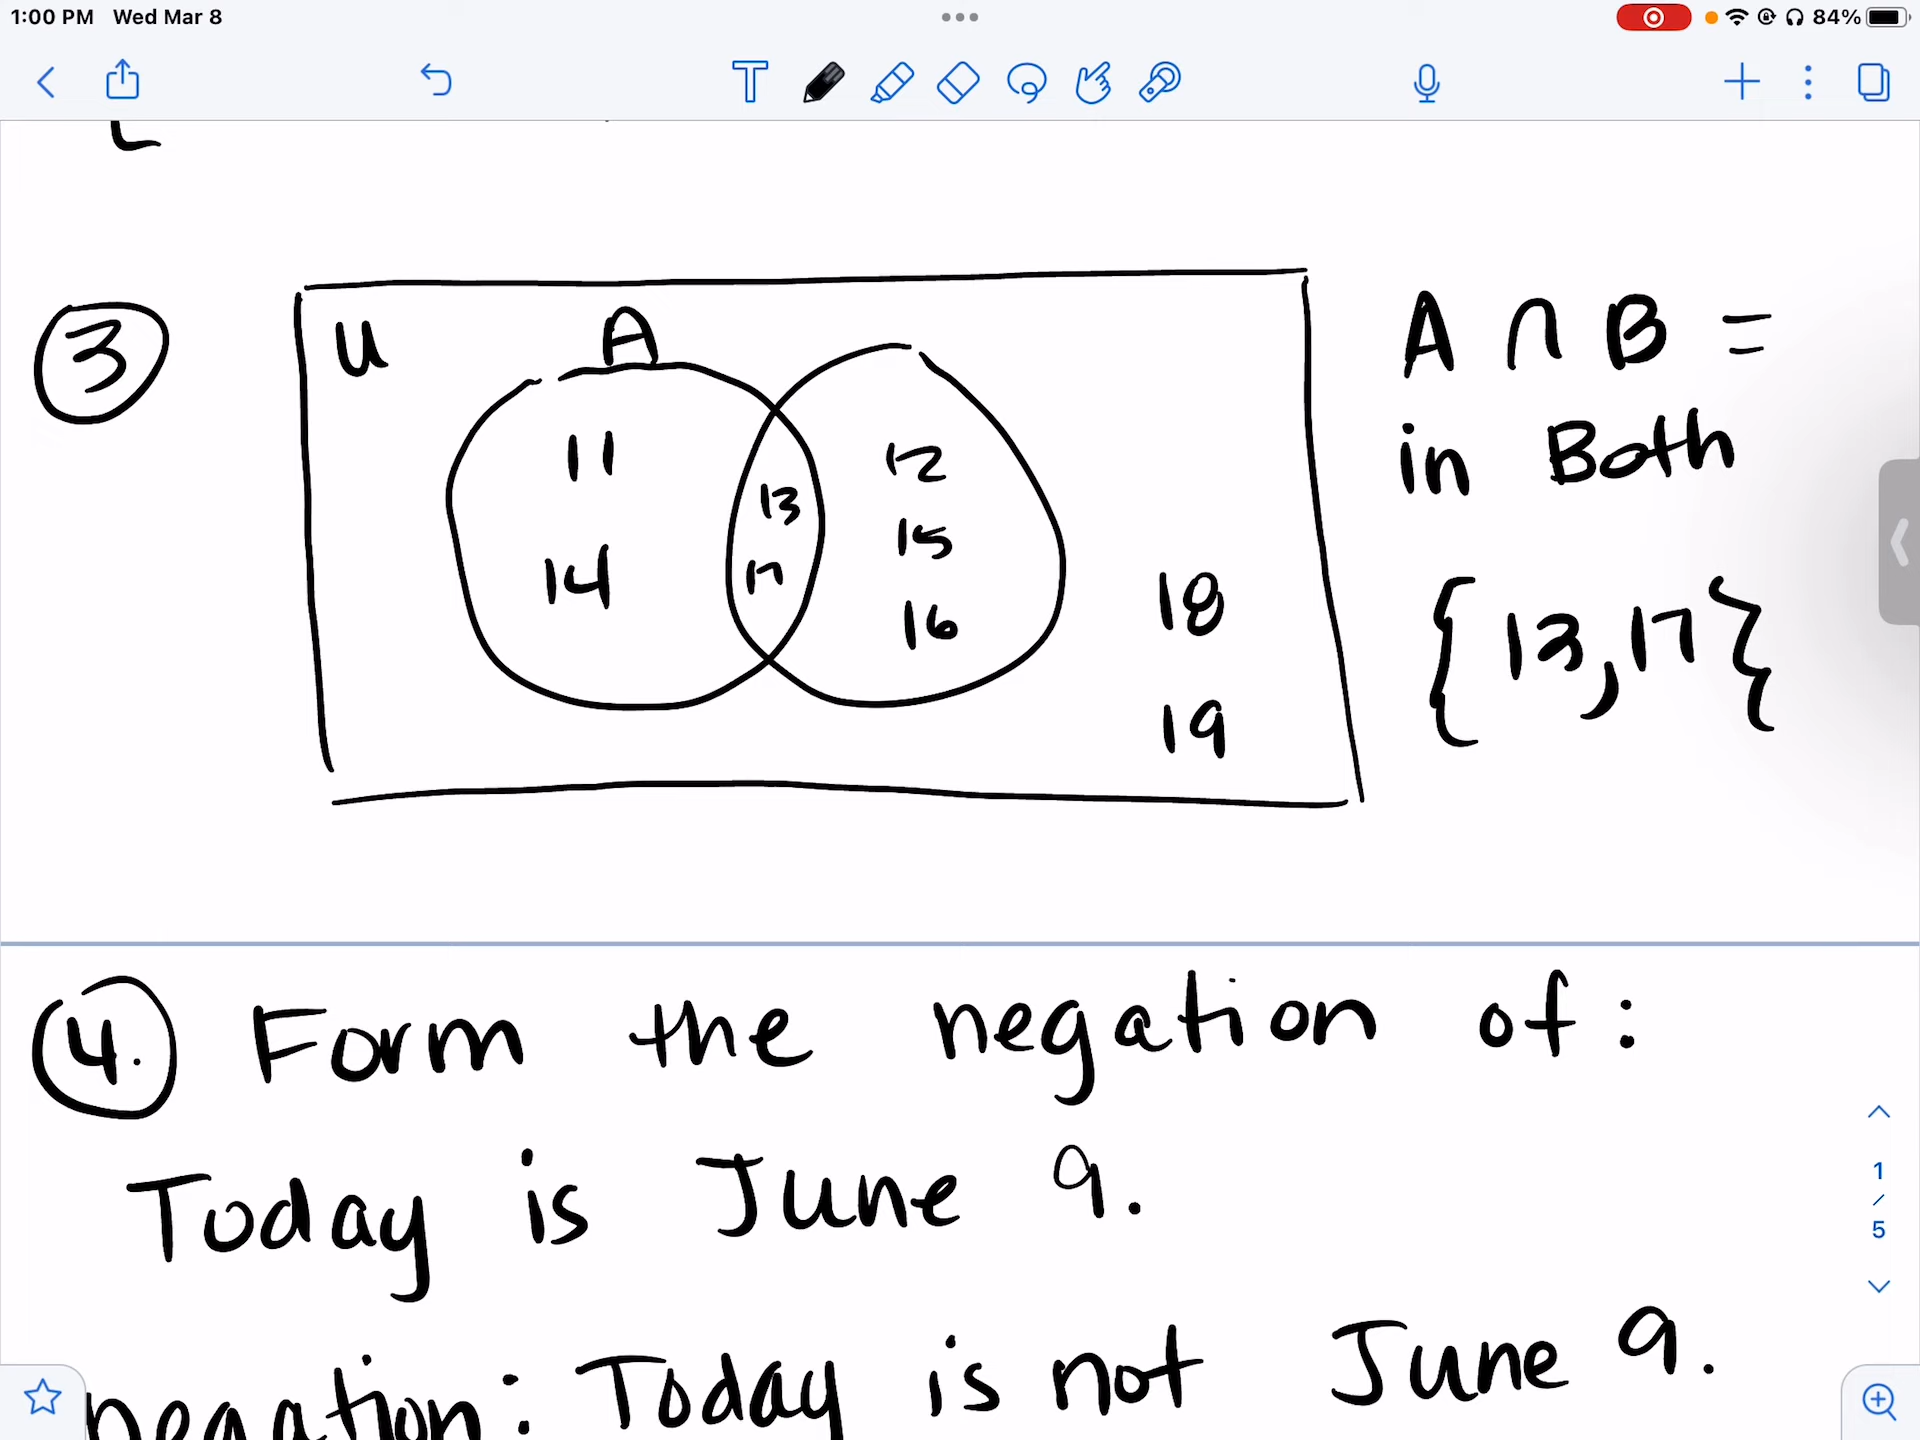 1:00 PM Wed Mar 8
84%
3
U
A
11
14
13
17
12
15
16
18
19
A ∩ B =
in Both
{13,17}
4. Form the negation of:
Today is June 9.
negation: Today is not June 9.
1
/
5